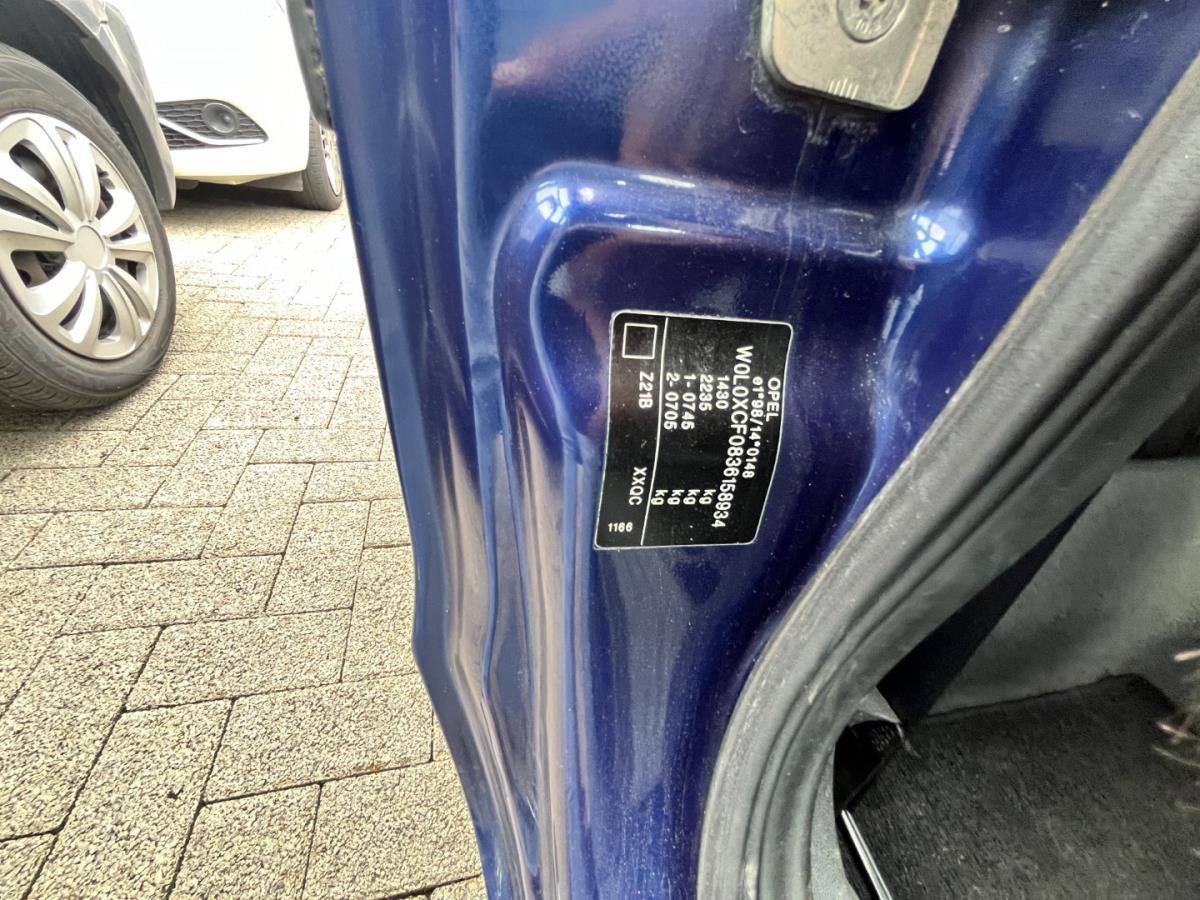 OPEL
e1*98/14*0148
W0L0XCF0836158934
1430 kg
2235 kg
1- 0745 kg
2- 0705 kg
Z21B XXQC 1166